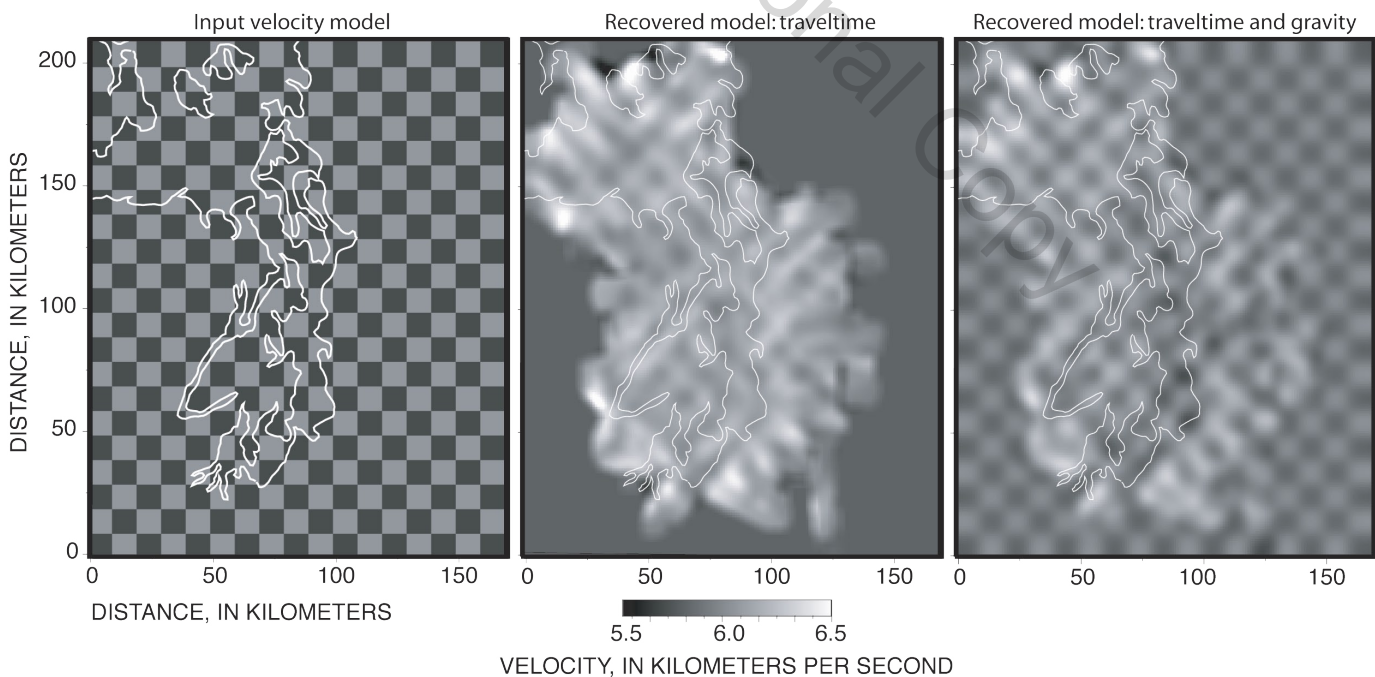 Input velocity model
Recovered model: traveltime
Recovered model: traveltime and gravity
DISTANCE, IN KILOMETERS
200
150
100
50
0
0 50 100 150
0 50 100 150
0 50 100 150
DISTANCE, IN KILOMETERS
5.5 6.0 6.5
VELOCITY, IN KILOMETERS PER SECOND
onal Copy